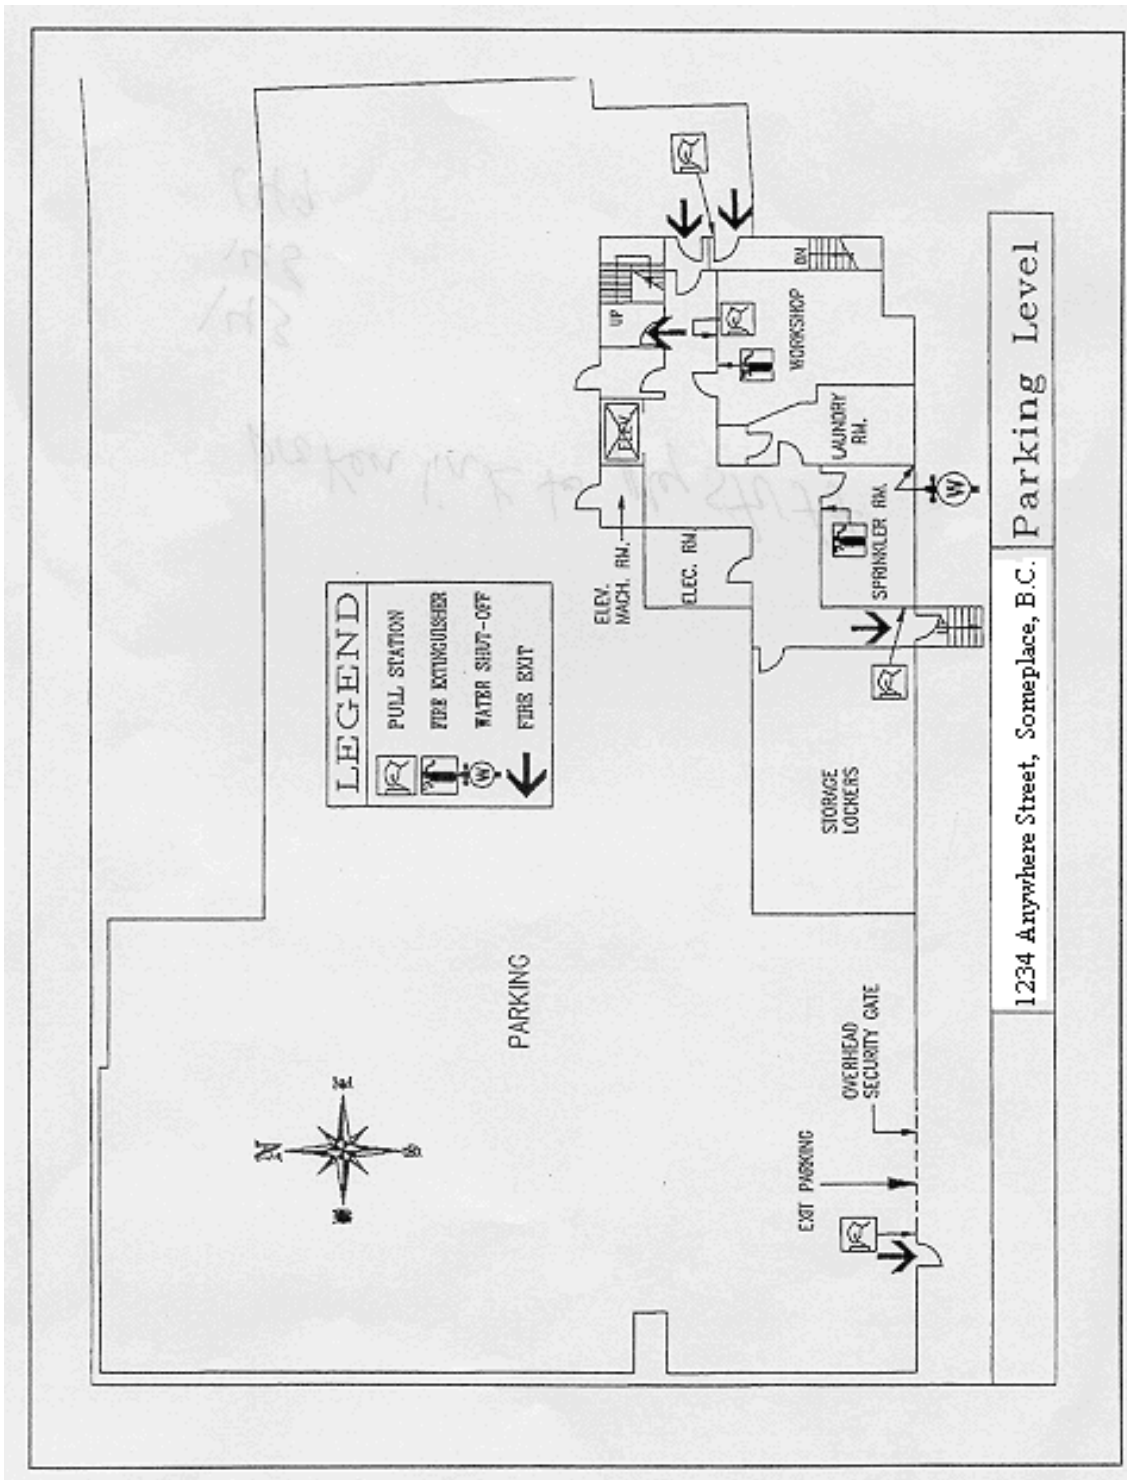 LEGEND
PULL STATION
FIRE EXTINGUISHER
W
WATER SHUT-OFF
FIRE EXIT
UP
DN
WORKSHOP
ELEV.
LAUNDRY
RM.
ELEV.
MACH. RM.
ELEC. RM.
SPRINKLER RM.
W
STORAGE
LOCKERS
PARKING
N
OVERHEAD
SECURITY GATE
EXIT PARKING
1234 Anywhere Street, Someplace, B.C.
Parking Level